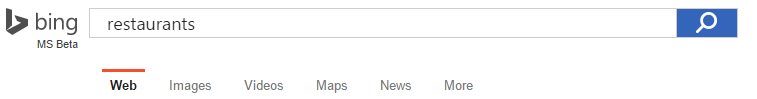 bing
restaurants
MS Beta
Web Images Videos Maps News More